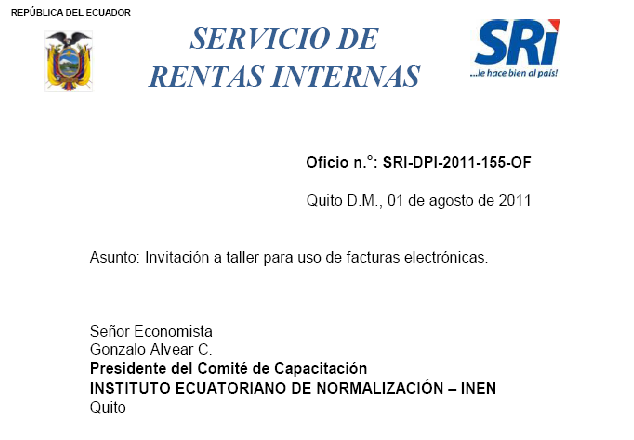 REPÚBLICA DEL ECUADOR
SERVICIO DE
RENTAS INTERNAS
SRi
...le hace bien al país!
Oficio n.°: SRI-DPI-2011-155-OF
Quito D.M., 01 de agosto de 2011
Asunto: Invitación a taller para uso de facturas electrónicas.
Señor Economista
Gonzalo Alvear C.
Presidente del Comité de Capacitación
INSTITUTO ECUATORIANO DE NORMALIZACIÓN – INEN
Quito